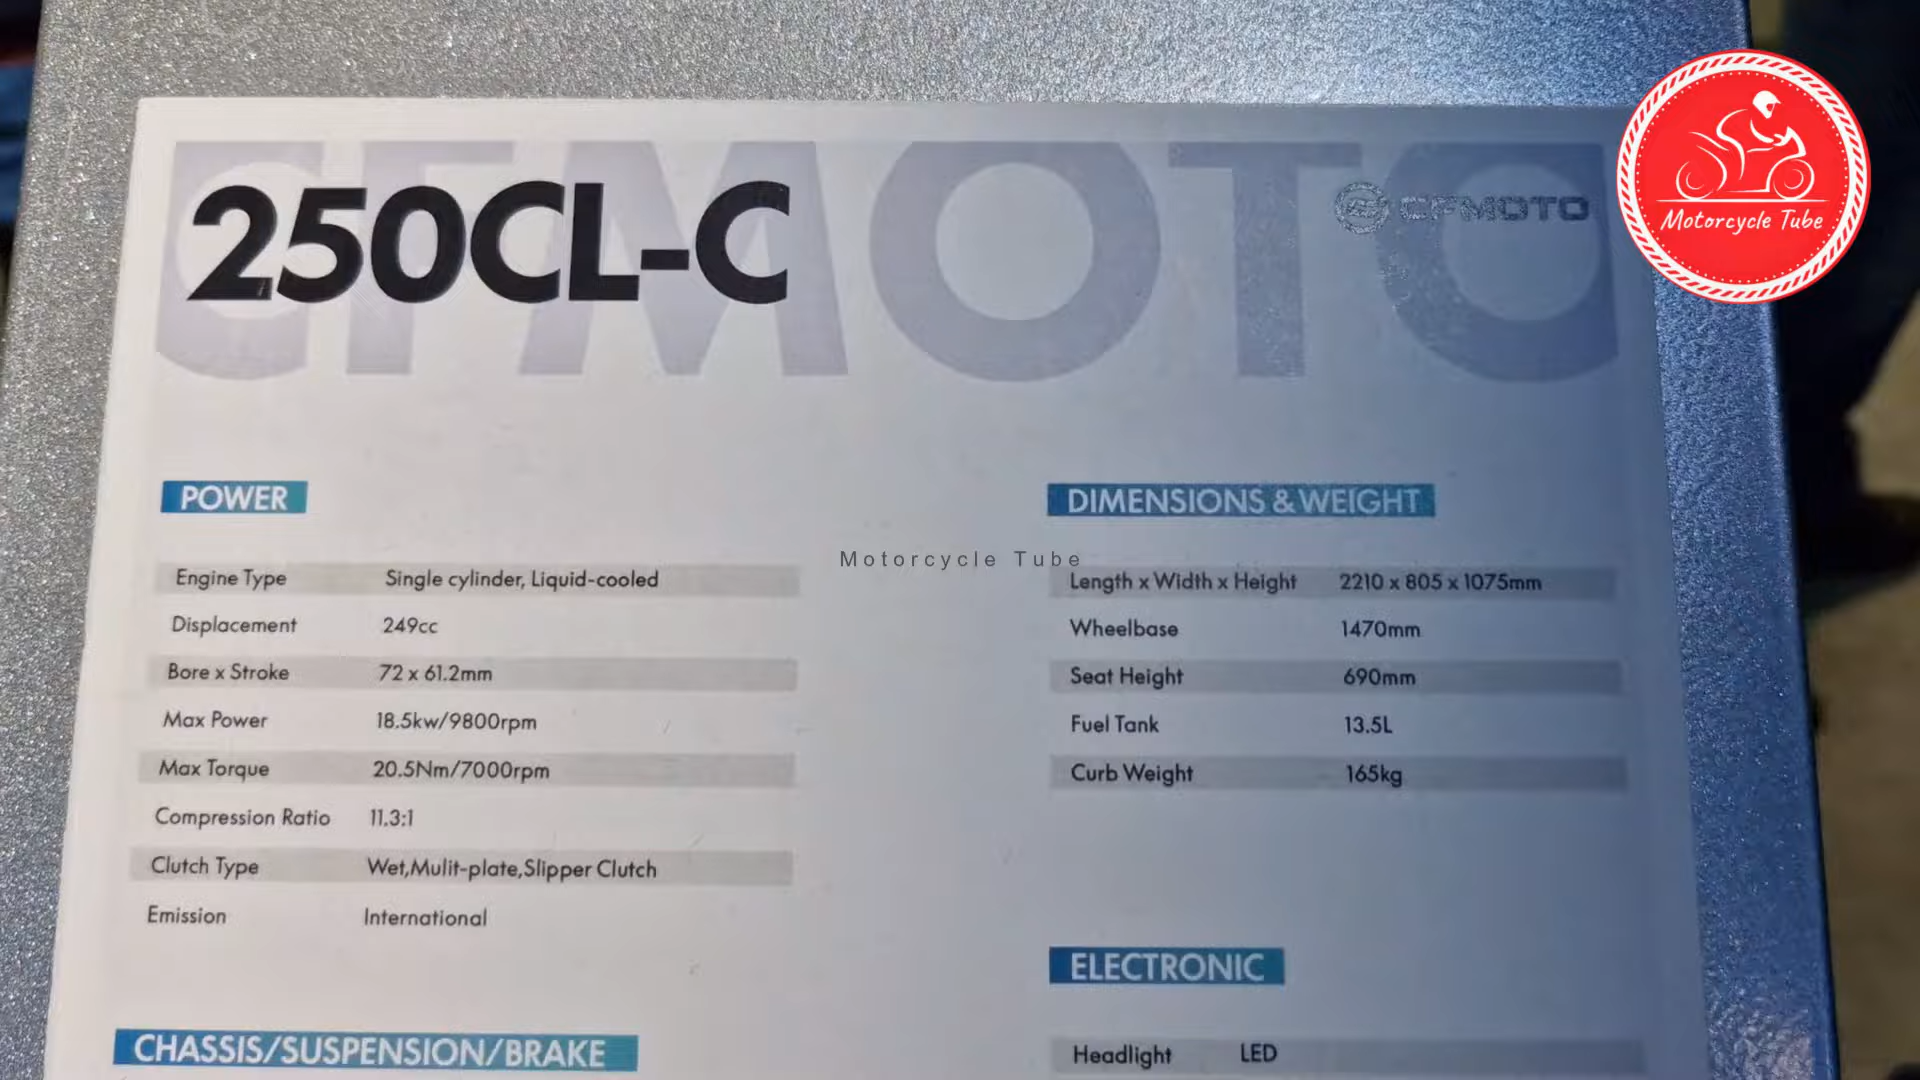 CFMOTO
250CL-C
CFMOTO
Motorcycle Tube
POWER
Engine Type Single cylinder, Liquid-cooled
Displacement 249cc
Bore x Stroke 72 x 61.2mm
Max Power 18.5kw/9800rpm
Max Torque 20.5Nm/7000rpm
Compression Ratio 11.3:1
Clutch Type Wet,Mulit-plate,Slipper Clutch
Emission International
CHASSIS/SUSPENSION/BRAKE
Motorcycle Tube
DIMENSIONS & WEIGHT
Length x Width x Height 2210 x 805 x 1075mm
Wheelbase 1470mm
Seat Height 690mm
Fuel Tank 13.5L
Curb Weight 165kg
ELECTRONIC
Headlight LED